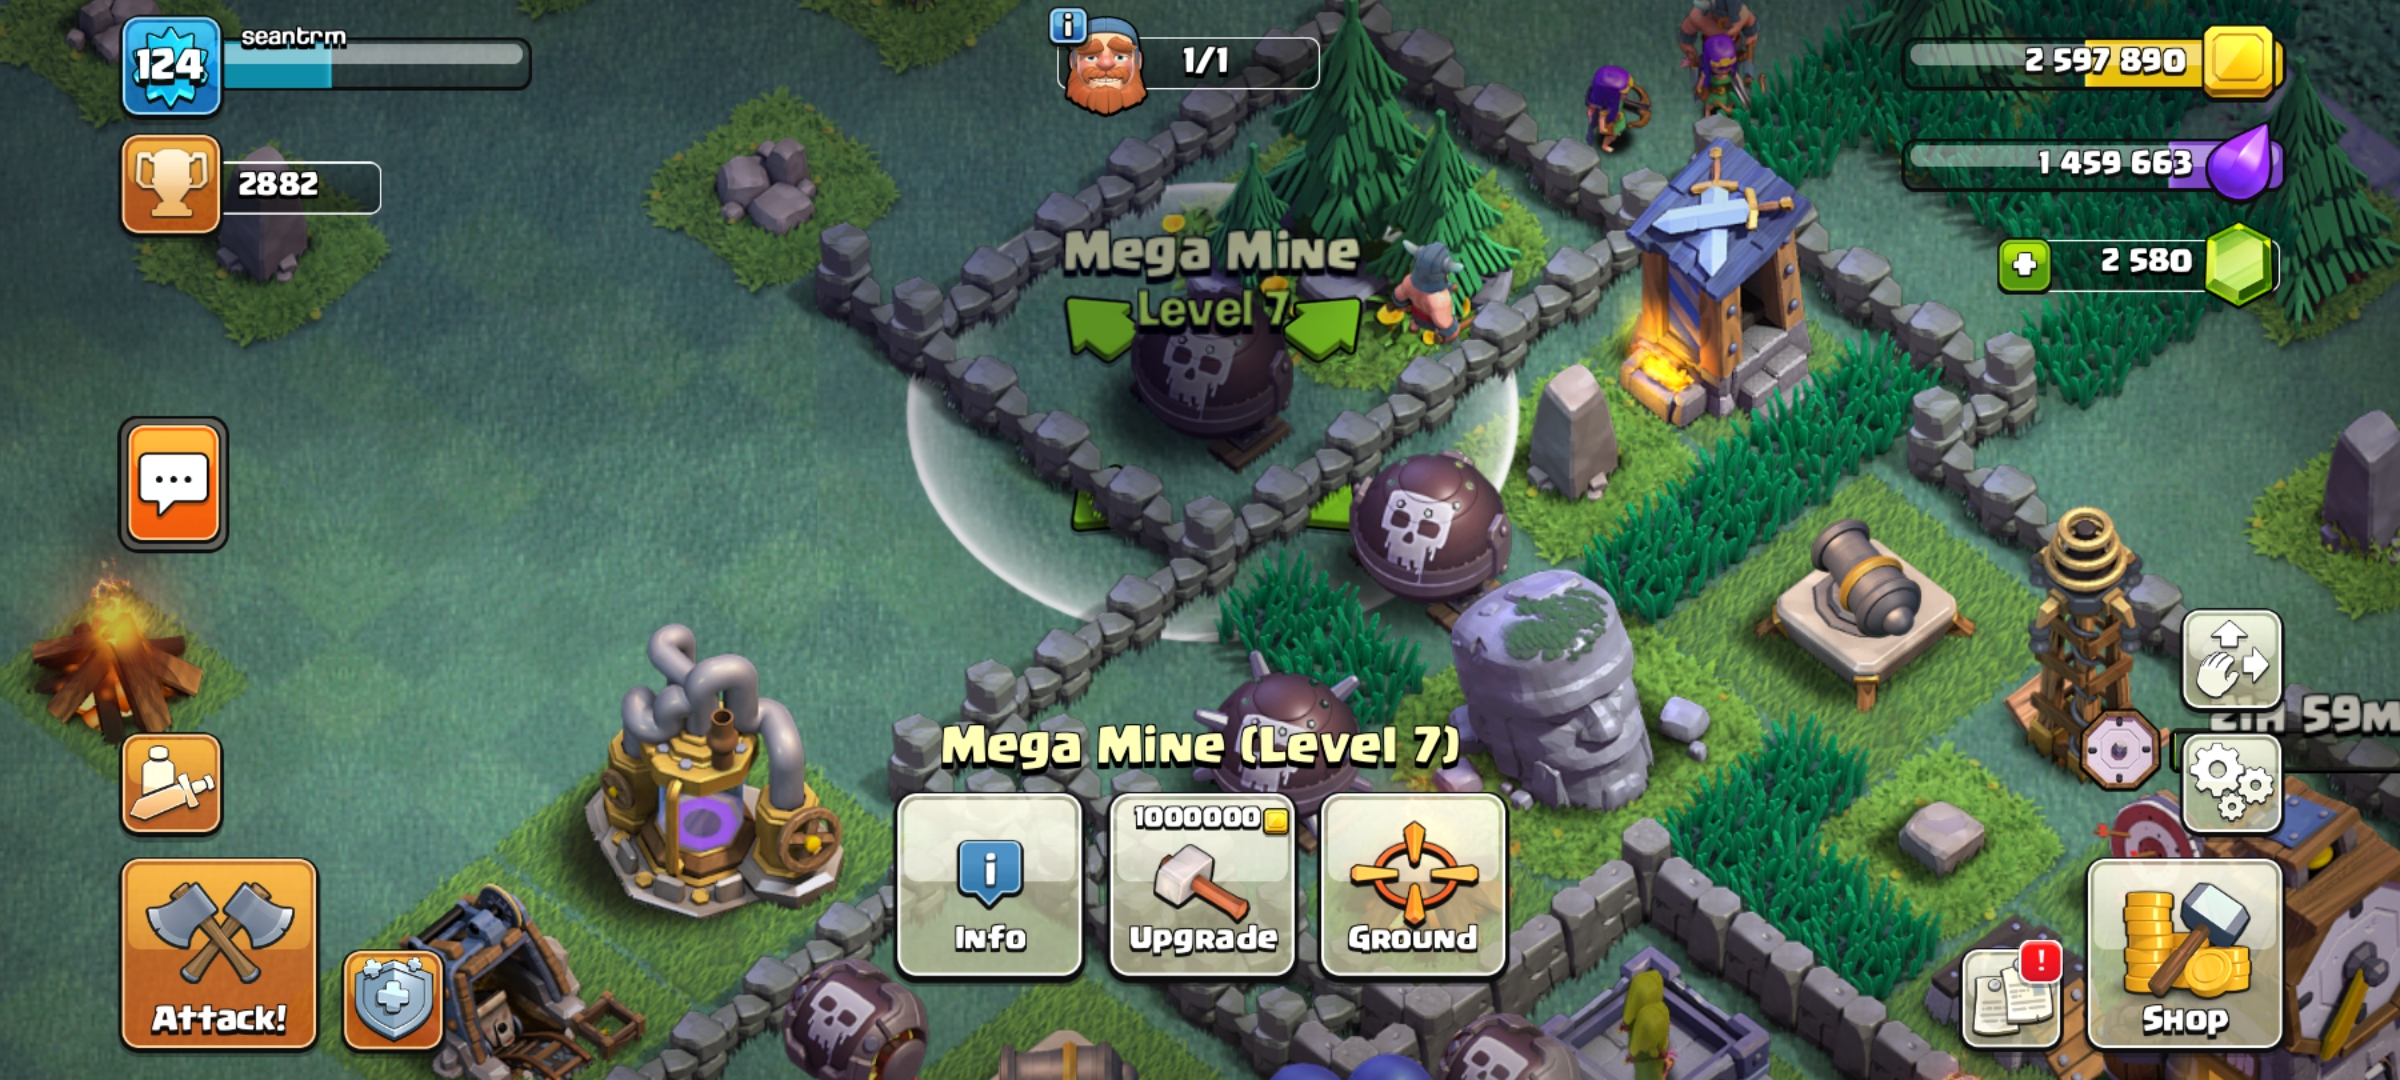 124
seantrm
1/1
2 597 890
2882
1 459 663
2 580
Mega Mine
Level 7
59M
Mega Mine (Level 7)
1000000
Info
Upgrade
Ground
Attack!
!
Shop